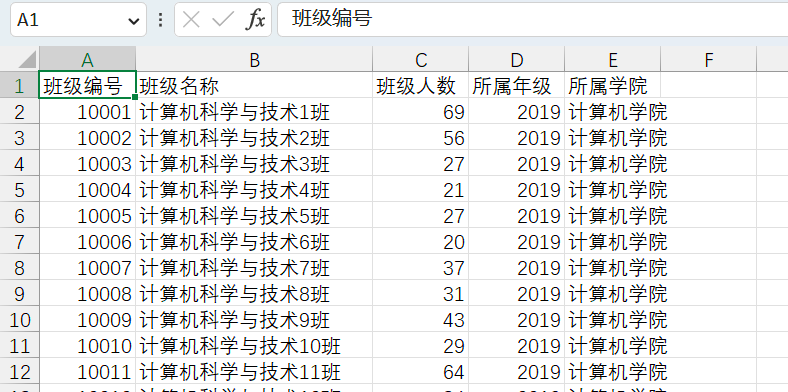 A1 fx 班级编号
A B C D E F
1 班级编号 班级名称 班级人数 所属年级 所属学院
2 10001 计算机科学与技术1班 69 2019 计算机学院
3 10002 计算机科学与技术2班 56 2019 计算机学院
4 10003 计算机科学与技术3班 27 2019 计算机学院
5 10004 计算机科学与技术4班 21 2019 计算机学院
6 10005 计算机科学与技术5班 27 2019 计算机学院
7 10006 计算机科学与技术6班 20 2019 计算机学院
8 10007 计算机科学与技术7班 37 2019 计算机学院
9 10008 计算机科学与技术8班 31 2019 计算机学院
10 10009 计算机科学与技术9班 43 2019 计算机学院
11 10010 计算机科学与技术10班 29 2019 计算机学院
12 10011 计算机科学与技术11班 64 2019 计算机学院